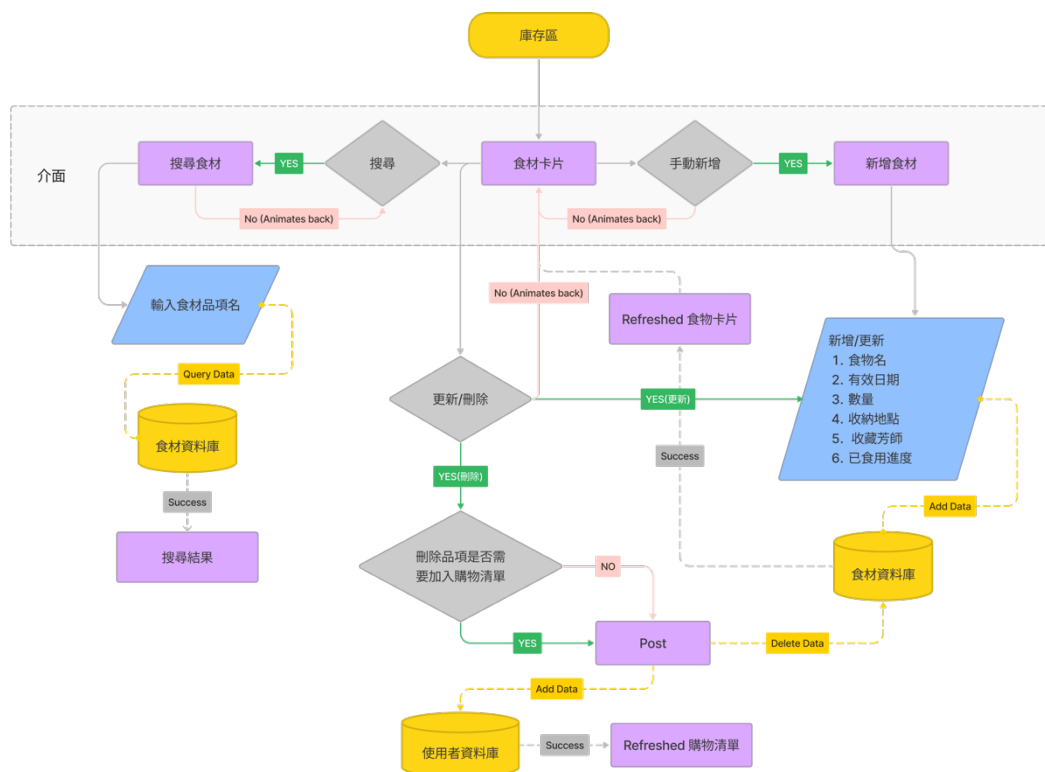 庫存區
介面
搜尋食材
YES
搜尋
食材卡片
手動新增
YES
新增食材
No (Animates back)
No (Animates back)
輸入食材品項名
No (Animates back)
Refreshed 食物卡片
新增/更新
1. 食物名
2. 有效日期
3. 數量
4. 收納地點
5. 收藏芳師
6. 已食用進度
Query Data
更新/刪除
YES(更新)
食材資料庫
Success
YES(刪除)
Success
Add Data
搜尋結果
刪除品項是否需
要加入購物清單
NO
食材資料庫
YES
Post
Delete Data
Add Data
使用者資料庫
Success
Refreshed 購物清單